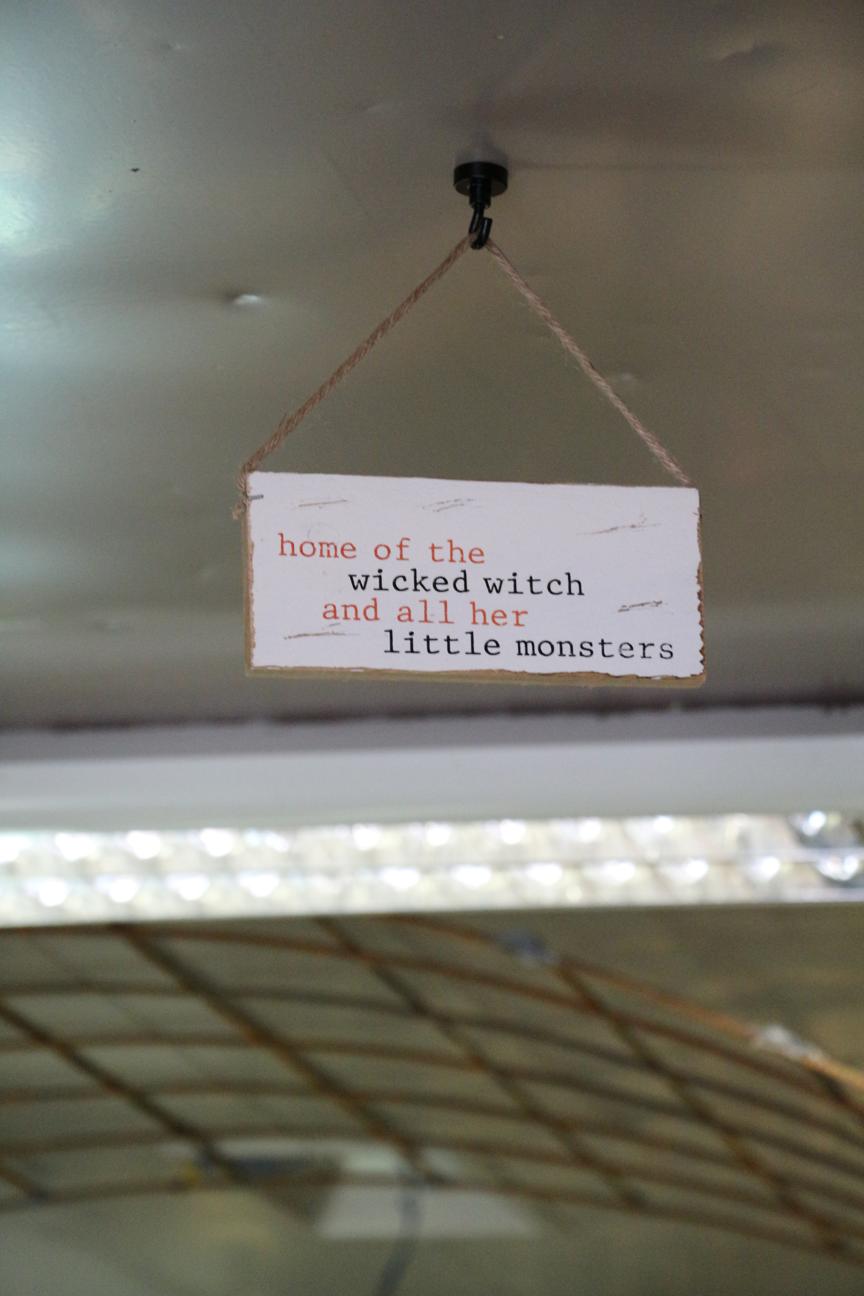 home of the
wicked witch
and all her
little monsters